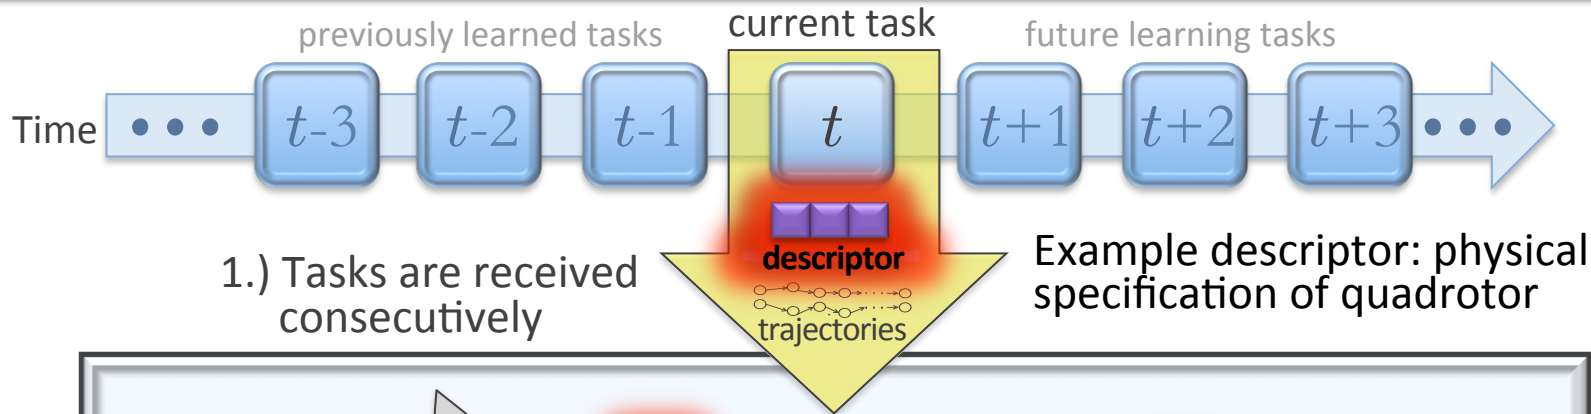 previously learned tasks
current task
future learning tasks
Time
• • •
t-3
t-2
t-1
t
t+1
t+2
t+3
• • •
descriptor
trajectories
1.) Tasks are received
consecutively
Example descriptor: physical
specification of quadrotor